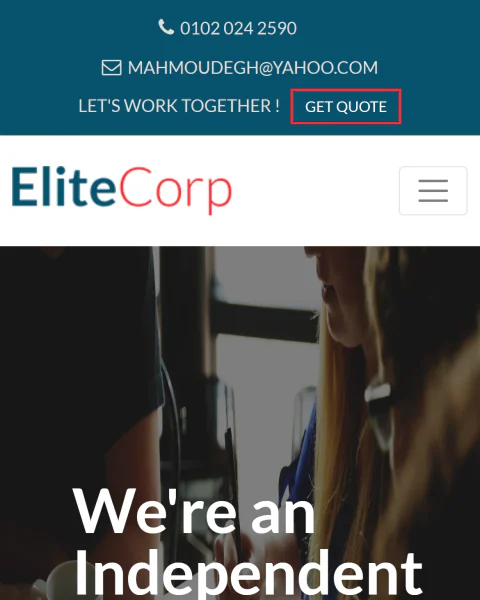 0102 024 2590
MAHMOUDEGH@YAHOO.COM
LET'S WORK TOGETHER ! GET QUOTE
EliteCorp
We're an
Independent